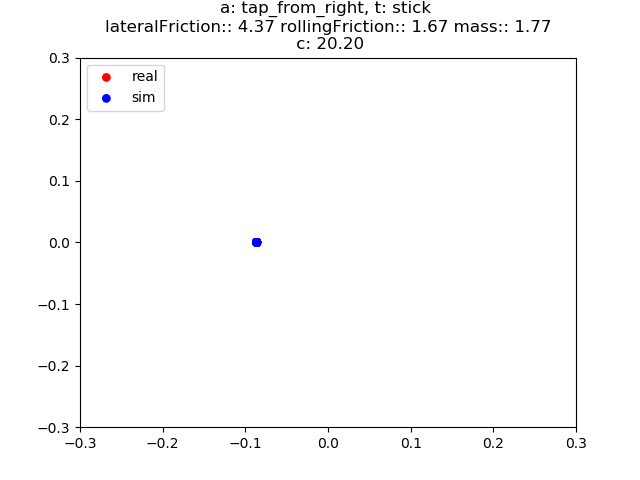 a: tap_from_right, t: stick
lateralFriction:: 4.37 rollingFriction:: 1.67 mass:: 1.77
c: 20.20
real
sim
0.3
0.2
0.1
0.0
−0.1
−0.2
−0.3
−0.3 −0.2 −0.1 0.0 0.1 0.2 0.3